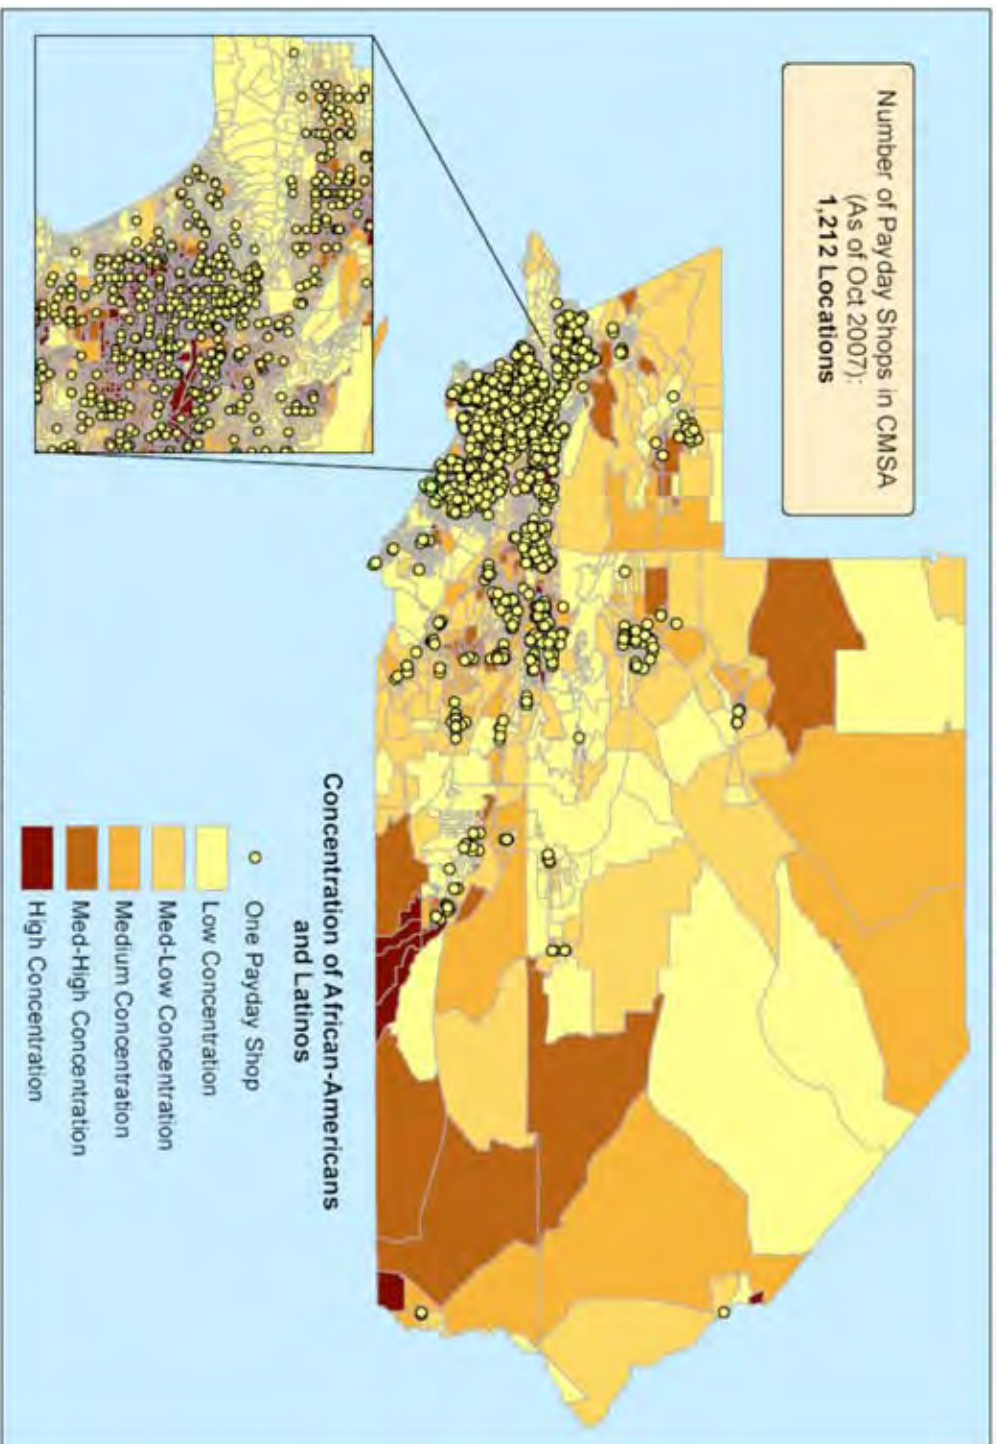 Number of Payday Shops in CMSA
(As of Oct 2007):
1,212 Locations
Concentration of African-Americans
and Latinos
One Payday Shop
Low Concentration
Med-Low Concentration
Medium Concentration
Med-High Concentration
High Concentration